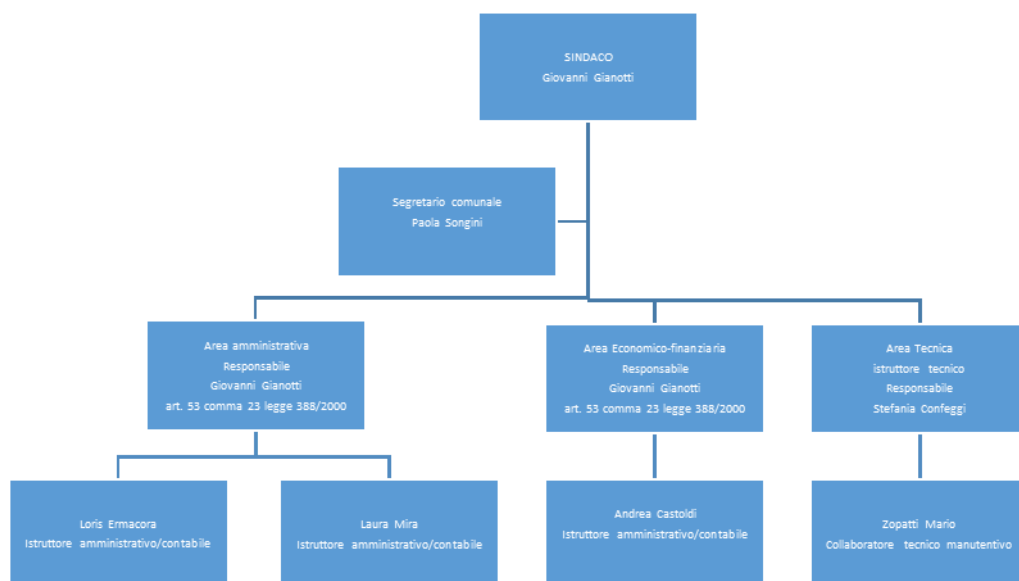 SINDACO
Giovanni Gianotti
Segretario comunale
Paola Songini
Area amministrativa
Responsabile
Giovanni Gianotti
art. 53 comma 23 legge 388/2000
Area Economico-finanziaria
Responsabile
Giovanni Gianotti
art. 53 comma 23 legge 388/2000
Area Tecnica
istruttore tecnico
Responsabile
Stefania Confeggi
Loris Ermacora
Istruttore amministrativo/contabile
Laura Mira
Istruttore amministrativo/contabile
Andrea Castoldi
Istruttore amministrativo/contabile
Zopatti Mario
Collaboratore tecnico manutentivo